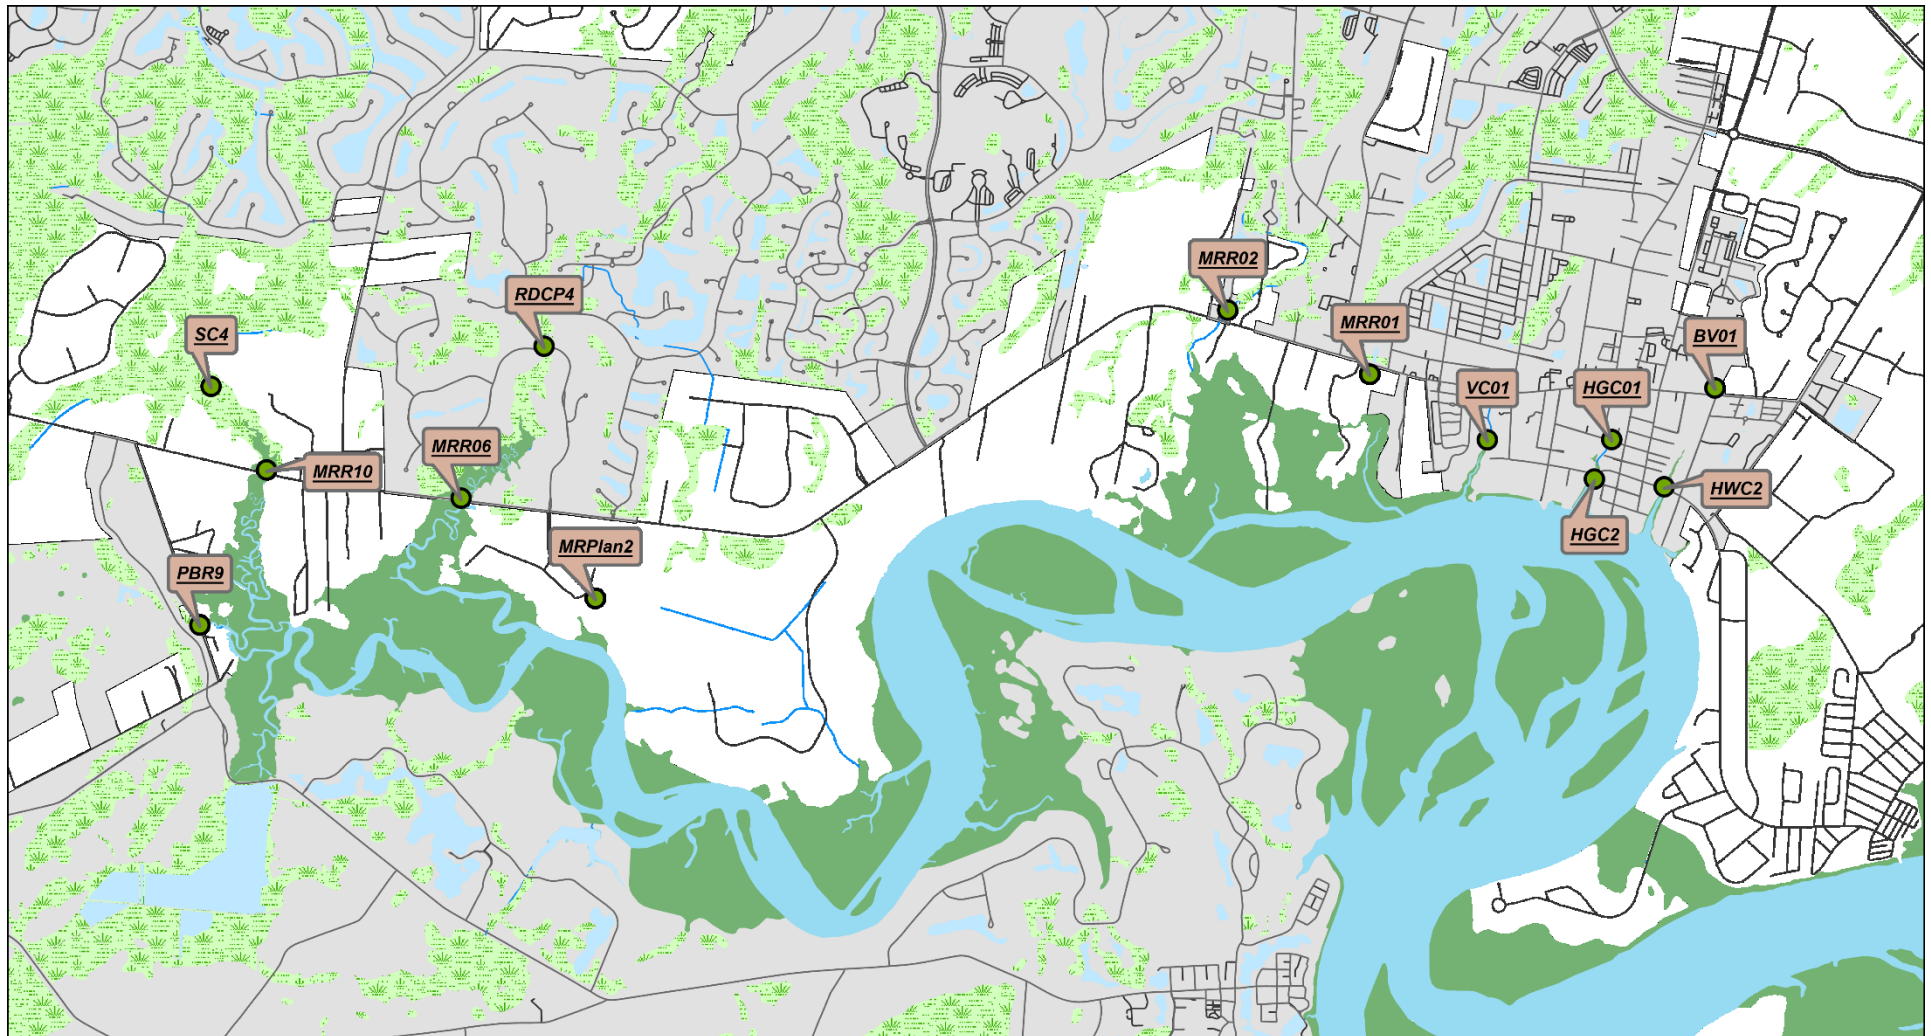 MRR02
RDCP4
SC4
MRR01
BV01
VC01
HGC01
MRR06
MRR10
HWC2
HGC2
MRPlan2
PBR9